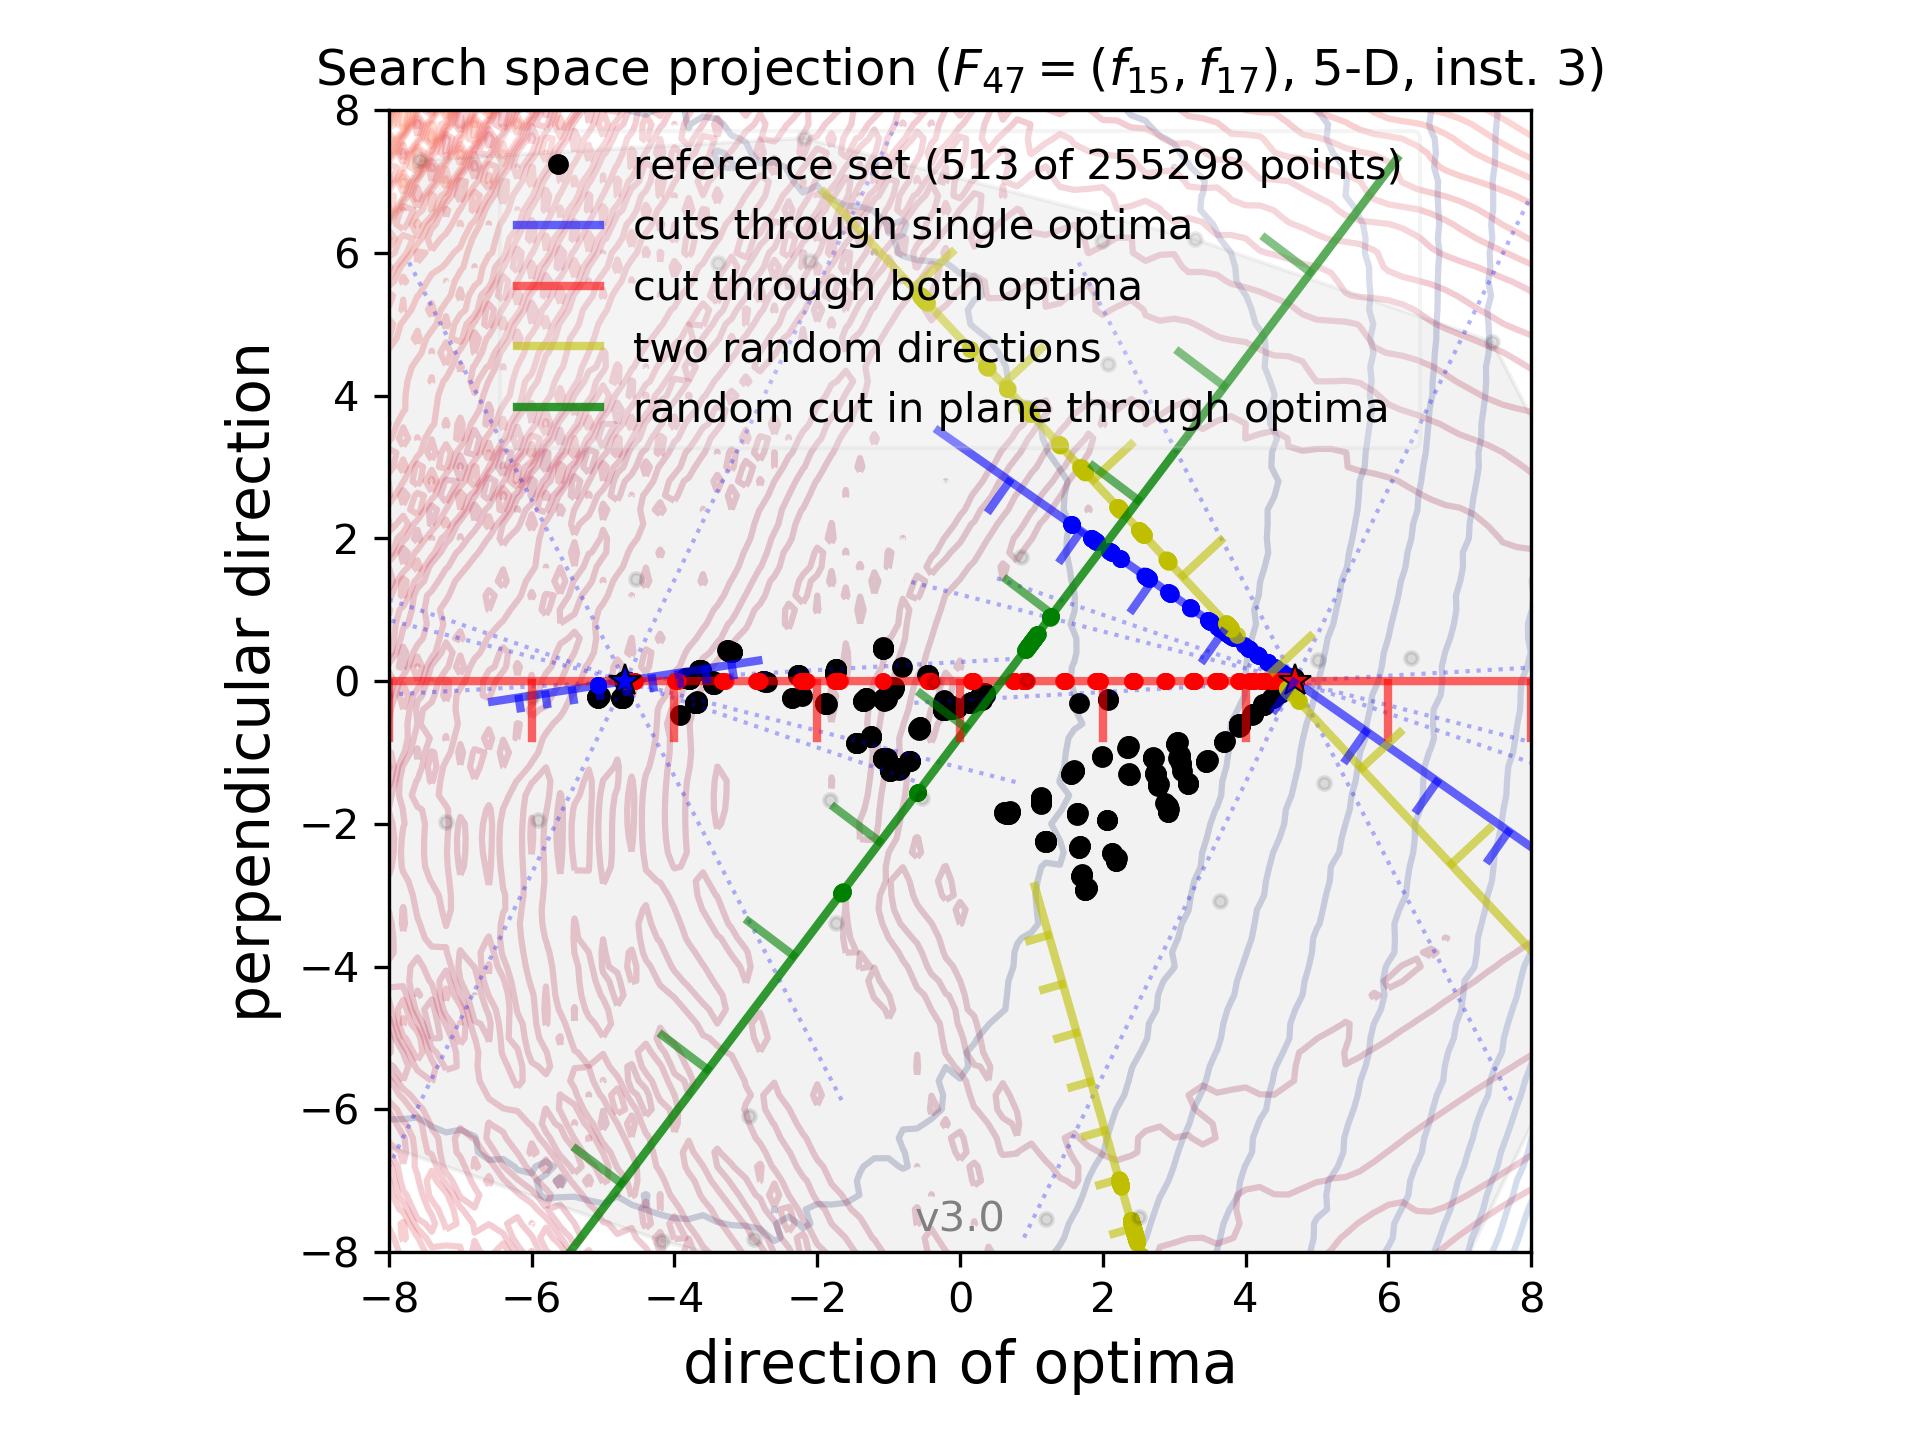 Search space projection (F47 = (f15, f17), 5-D, inst. 3)
reference set (513 of 255298 points)
cuts through single optima
cut through both optima
two random directions
random cut in plane through optima
perpendicular direction
8
6
4
2
0
−2
−4
−6
−8
v3.0
−8 −6 −4 −2 0 2 4 6 8
direction of optima